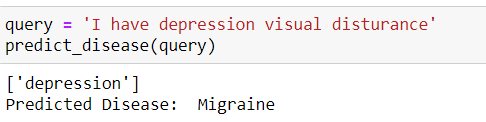 query = 'I have depression visual disturance'
predict_disease(query)
['depression']
Predicted Disease:  Migraine